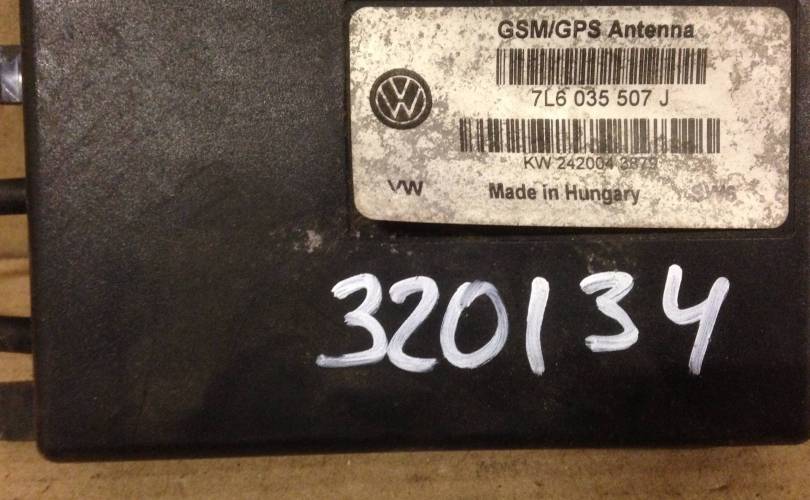 GSM/GPS Antenna
7L6 035 507 J
KW 242004 3879
VW Made in Hungary
320134